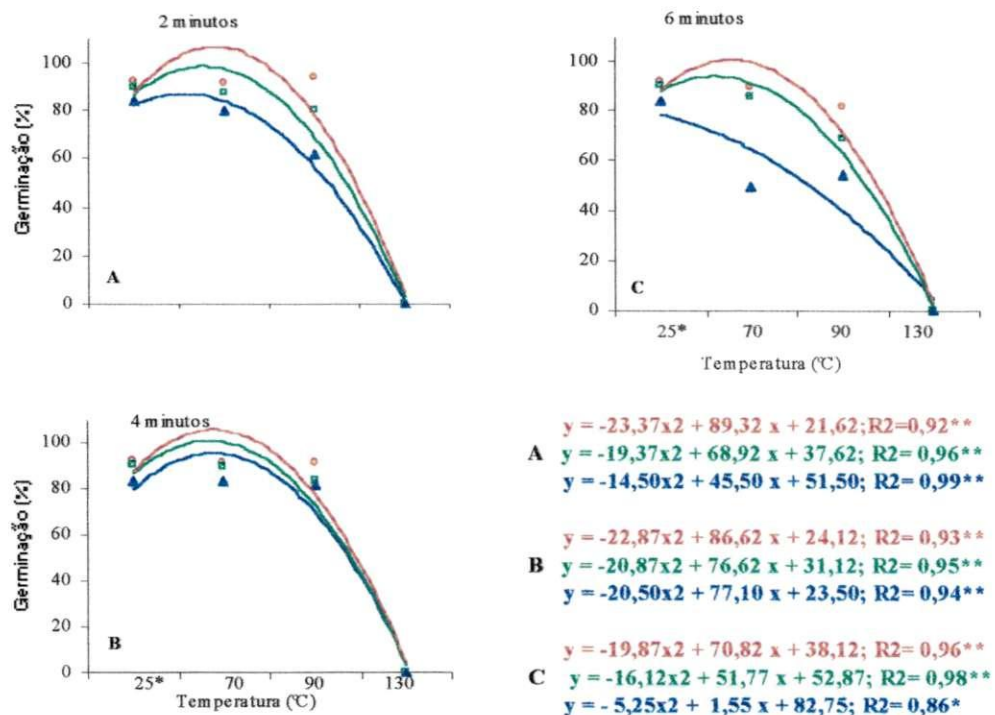 2 minutos
Germinação (%)
100
80
60
40
20
0
A
6 minutos
100
80
60
40
20
0
C
25* 70 90 130
Temperatura (ºC)
4 minutos
Germinação (%)
100
80
60
40
20
0
B
25* 70 90 130
Temperatura (ºC)
y = -23,37x2 + 89,32 x + 21,62; R2=0,92**
A y = -19,37x2 + 68,92 x + 37,62; R2= 0,96**
y = -14,50x2 + 45,50 x + 51,50; R2= 0,99**
y = -22,87x2 + 86,62 x + 24,12; R2= 0,93**
B y = -20,87x2 + 76,62 x + 31,12; R2= 0,95**
y = -20,50x2 + 77,10 x + 23,50; R2= 0,94**
y = -19,87x2 + 70,82 x + 38,12; R2= 0,96**
C y = -16,12x2 + 51,77 x + 52,87; R2= 0,98**
y = - 5,25x2 + 1,55 x + 82,75; R2= 0,86*